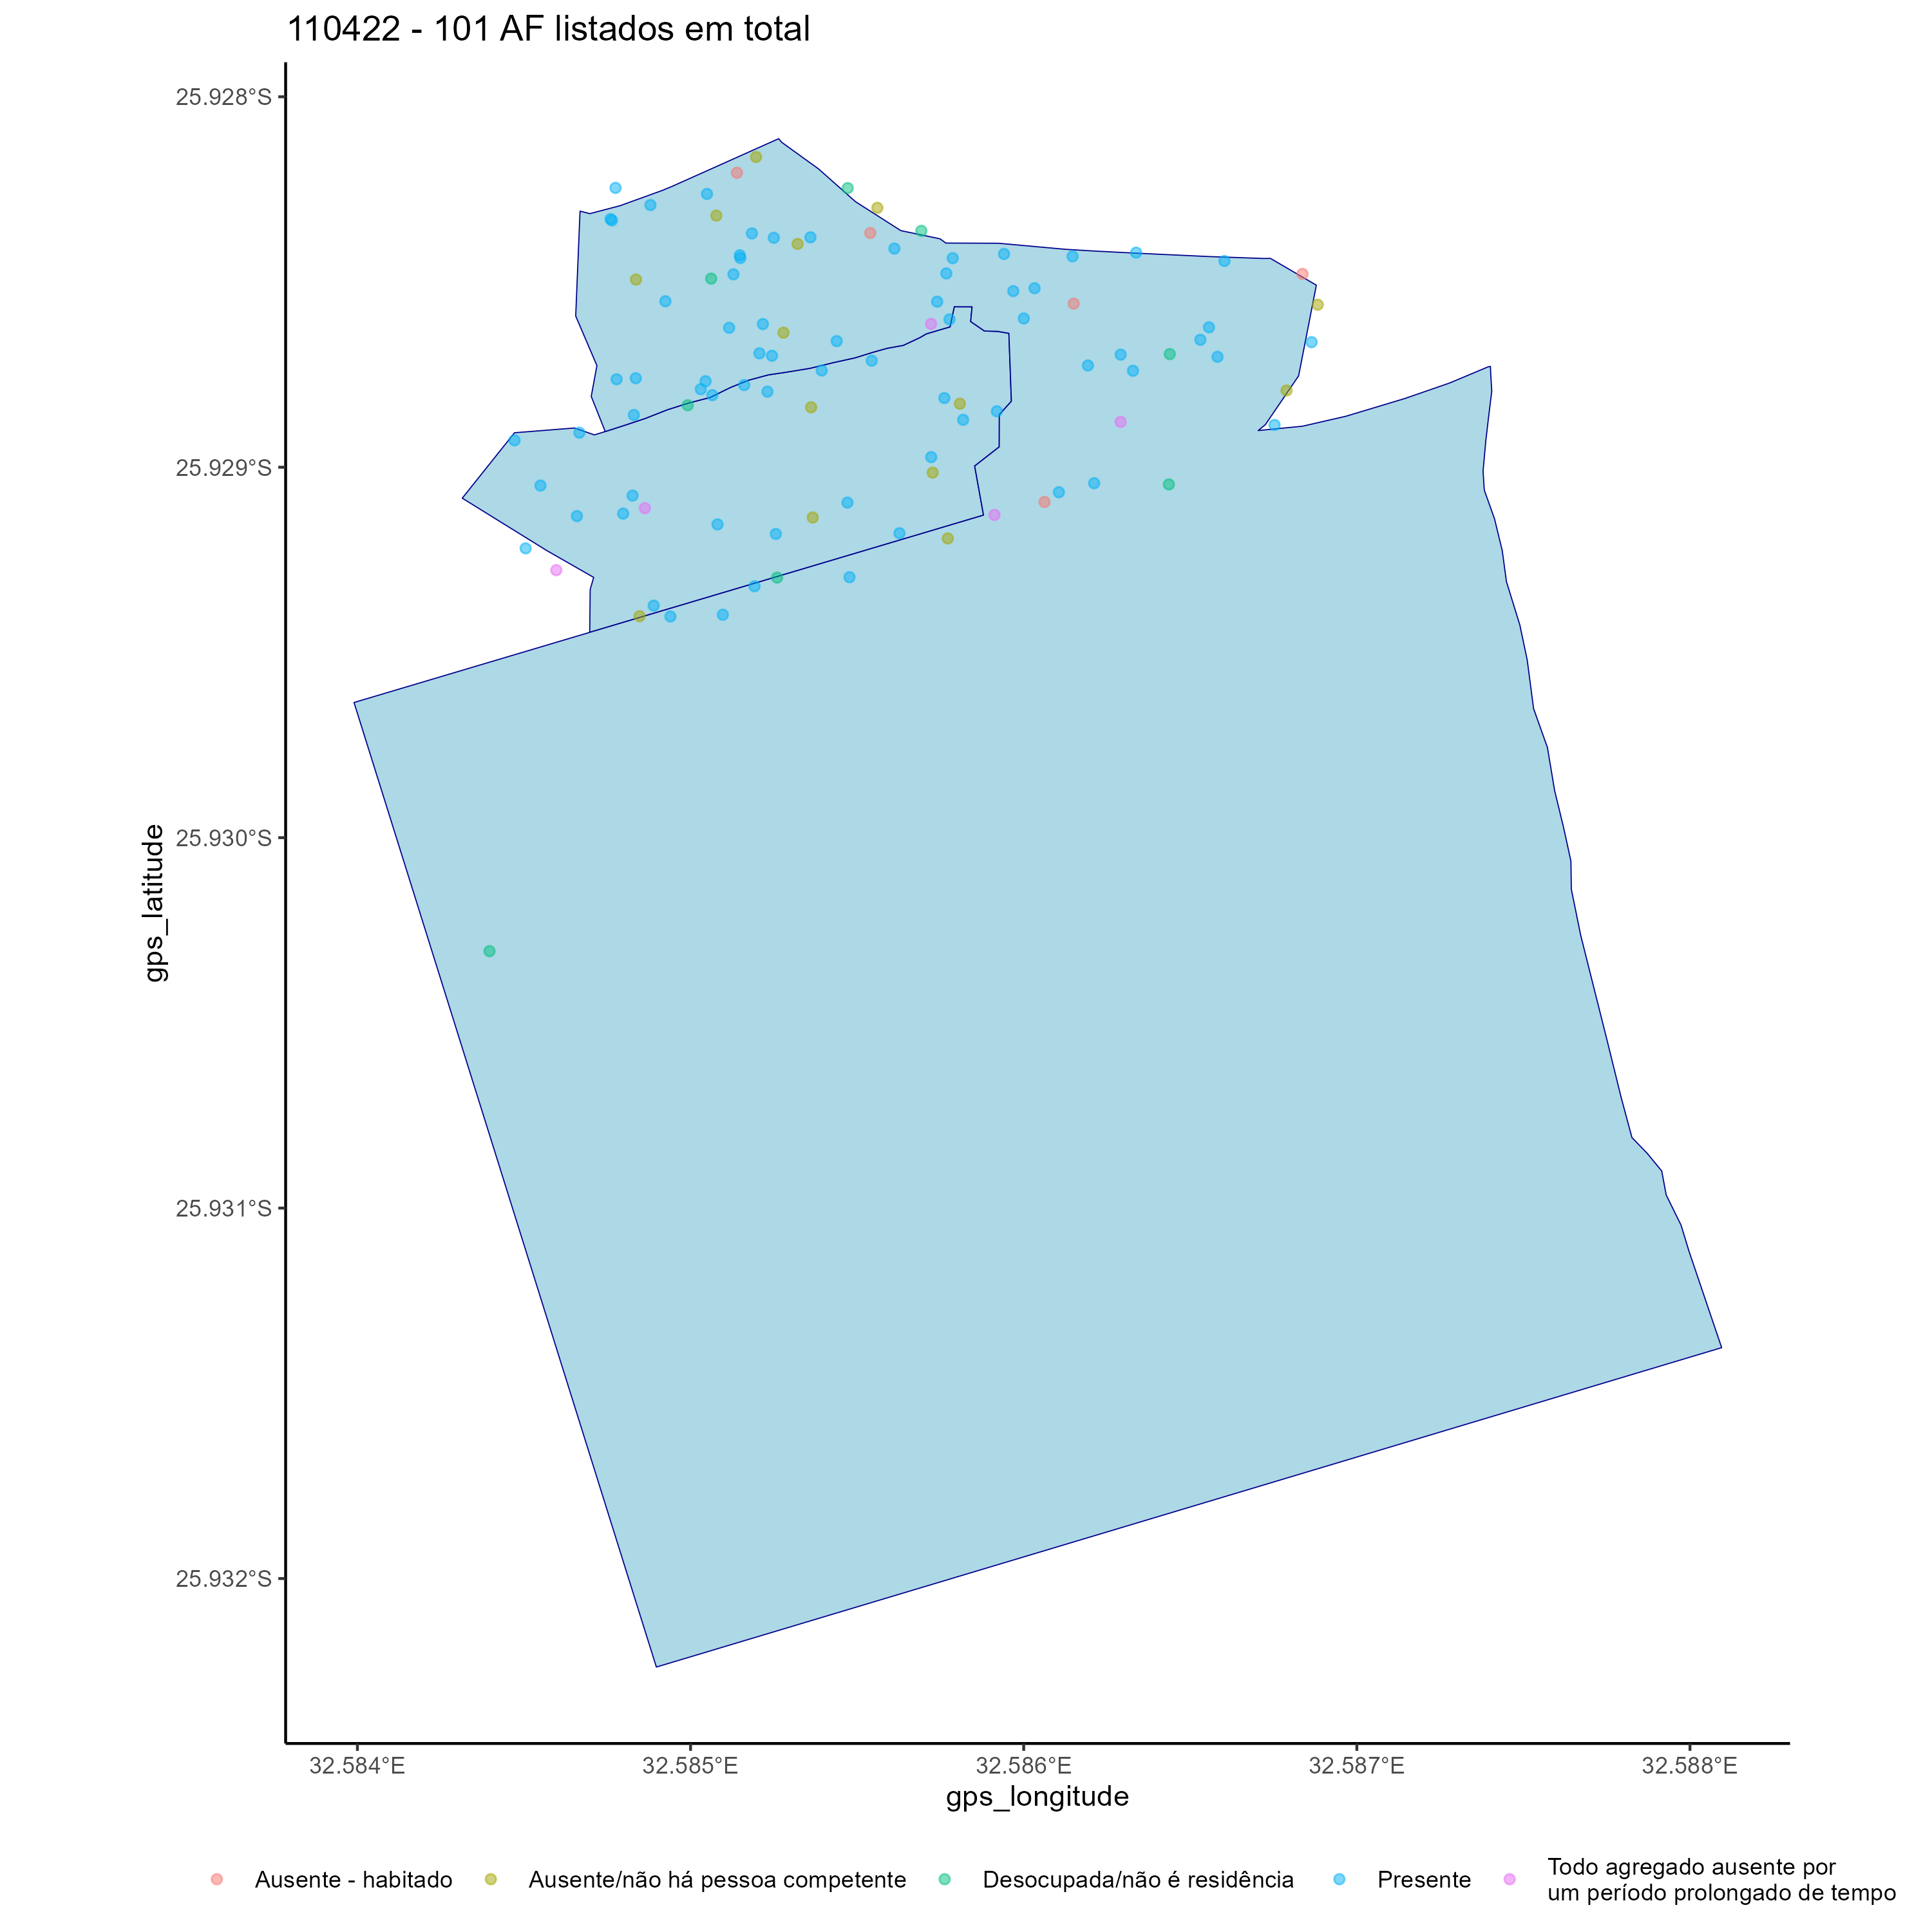 110422 - 101 AF listados em total
25.928°S
25.929°S
25.930°S
25.931°S
25.932°S
gps_latitude
32.584°E
32.585°E
32.586°E
32.587°E
32.588°E
gps_longitude
Ausente - habitado
Ausente/não há pessoa competente
Desocupada/não é residência
Presente
Todo agregado ausente por
um período prolongado de tempo